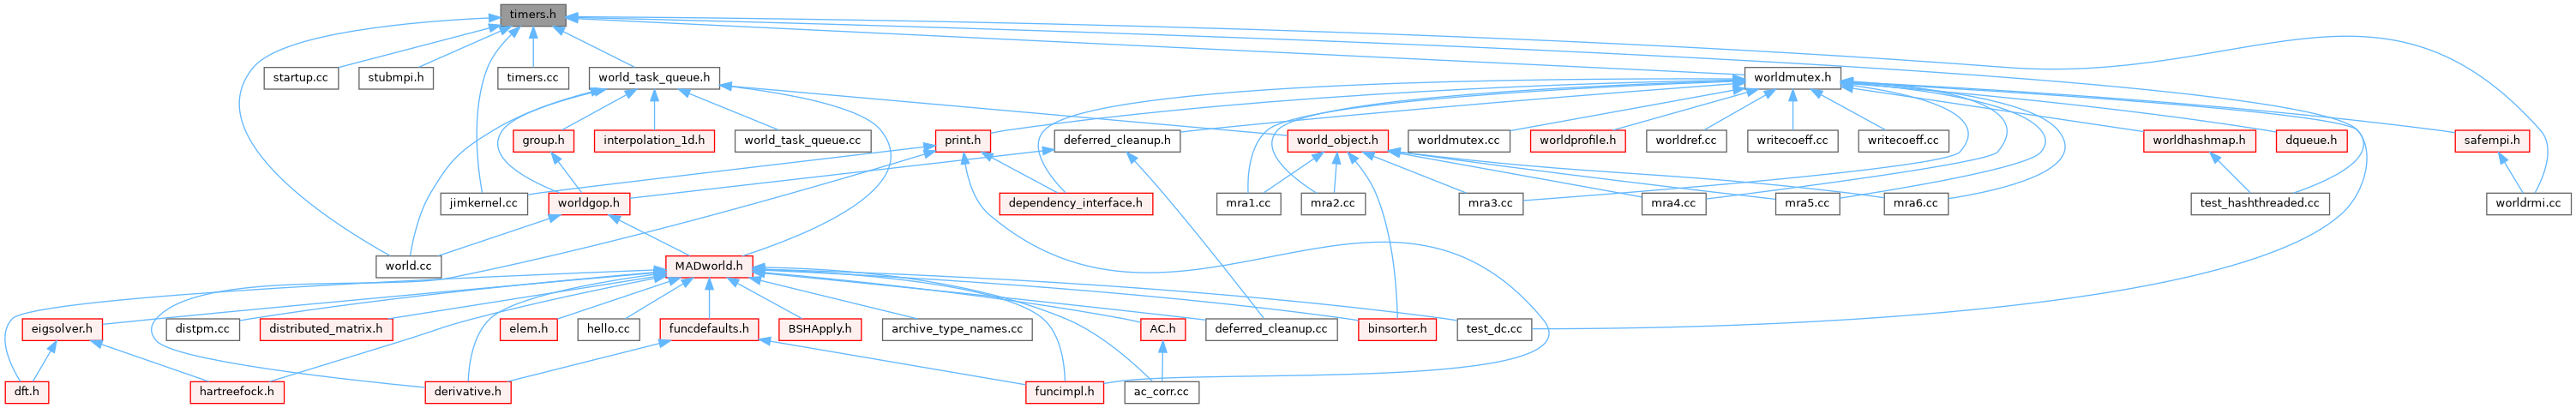 timers.h
startup.cc
stubmpi.h
timers.cc
world_task_queue.h
worldmutex.h
group.h
interpolation_1d.h
world_task_queue.cc
print.h
deferred_cleanup.h
world_object.h
worldmutex.cc
worldprofile.h
worldref.cc
writecoeff.cc
writecoeff.cc
worldhashmap.h
dqueue.h
safempi.h
jimkernel.cc
worldgop.h
dependency_interface.h
mra1.cc
mra2.cc
mra3.cc
mra4.cc
mra5.cc
mra6.cc
test_hashthreaded.cc
worldrmi.cc
world.cc
MADworld.h
eigsolver.h
distpm.cc
distributed_matrix.h
elem.h
hello.cc
funcdefaults.h
BSHApply.h
archive_type_names.cc
AC.h
deferred_cleanup.cc
binsorter.h
test_dc.cc
dft.h
hartreefock.h
derivative.h
funcimpl.h
ac_corr.cc